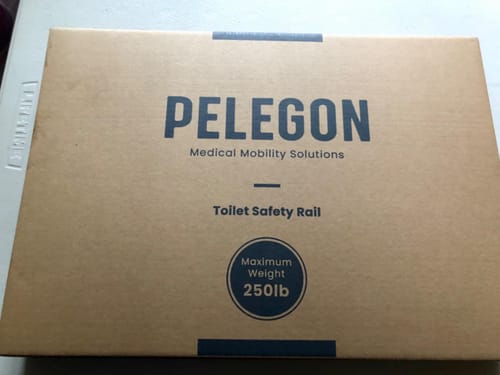 PELEGON
Medical Mobility Solutions
Toilet Safety Rail
Maximum
Weight
250lb